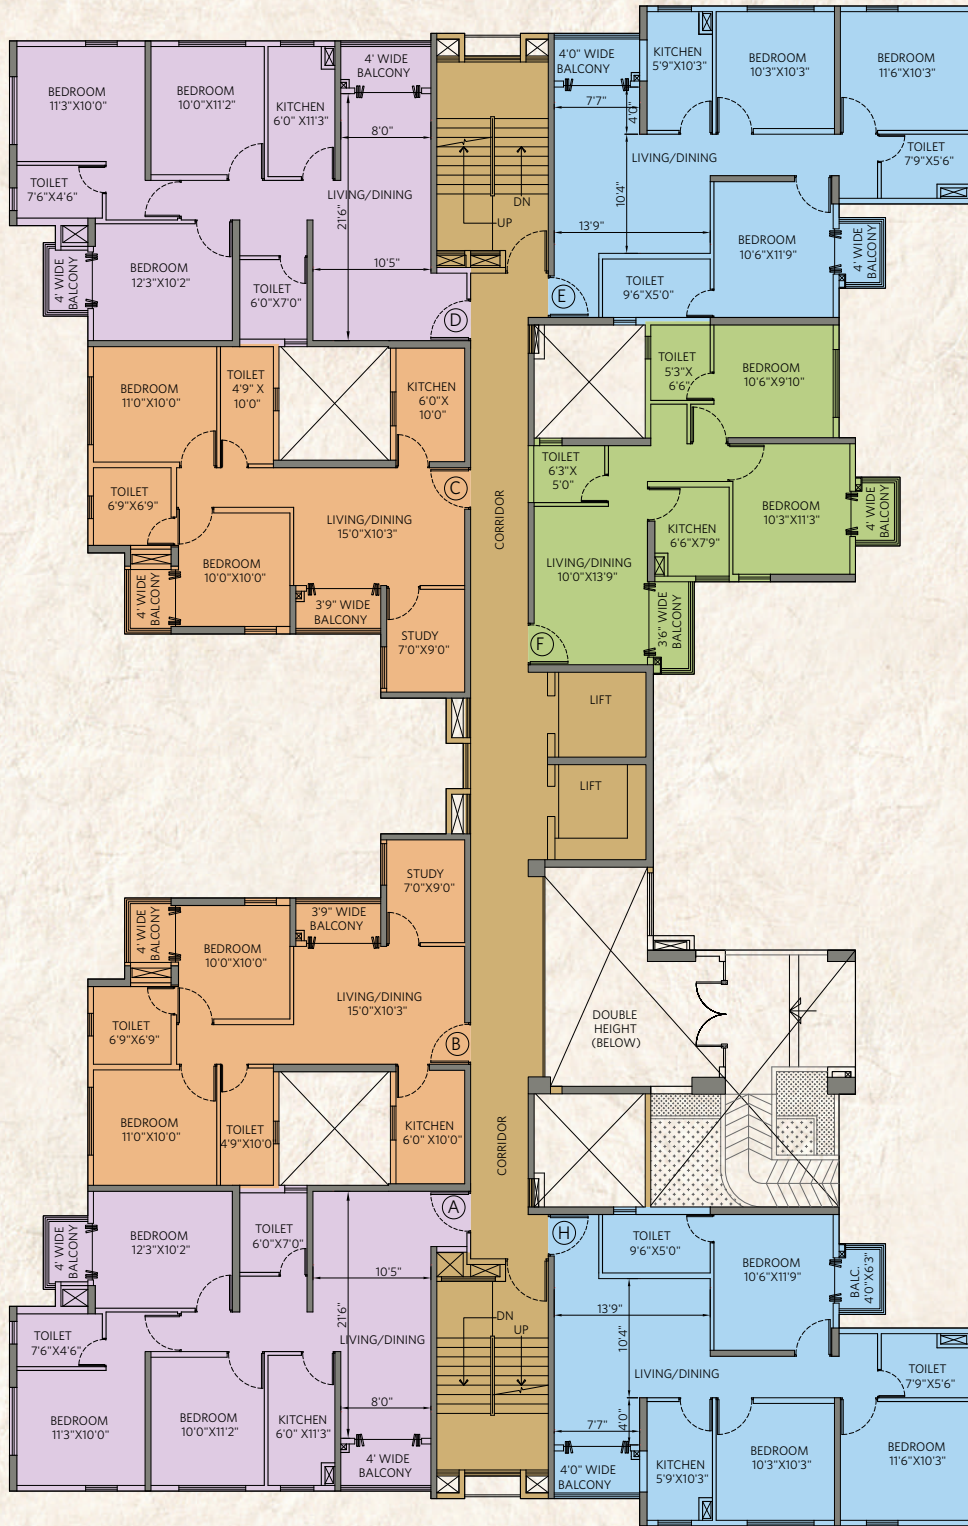 BEDROOM
11'3"X10'0"
BEDROOM
10'0"X11'2"
KITCHEN
6'0" X11'3"
4' WIDE
BALCONY
8'0"
LIVING/DINING
21'6"
10'5"
TOILET
7'6"X4'6"
4' WIDE
BALCONY
BEDROOM
12'3"X10'2"
TOILET
6'0"X7'0"
D
DN
UP
4'0" WIDE
BALCONY
7'7"
4'0"
KITCHEN
5'9"X10'3"
BEDROOM
10'3"X10'3"
BEDROOM
11'6"X10'3"
LIVING/DINING
TOILET
7'9"X5'6"
10'4"
13'9"
BEDROOM
10'6"X11'9"
4' WIDE
BALCONY
TOILET
9'6"X5'0"
E
BEDROOM
11'0"X10'0"
TOILET
4'9" X
10'0"
KITCHEN
6'0"X
10'0"
TOILET
6'9"X6'9"
C
LIVING/DINING
15'0"X10'3"
BEDROOM
10'0"X10'0"
4' WIDE
BALCONY
3'9" WIDE
BALCONY
STUDY
7'0"X9'0"
CORRIDOR
TOILET
5'3"X
6'6"
BEDROOM
10'6"X9'10"
TOILET
6'3"X
5'0"
BEDROOM
10'3"X11'3"
4' WIDE
BALCONY
KITCHEN
6'6"X7'9"
LIVING/DINING
10'0"X13'9"
3'6" WIDE
BALCONY
F
LIFT
LIFT
STUDY
7'0"X9'0"
4' WIDE
BALCONY
3'9" WIDE
BALCONY
BEDROOM
10'0"X10'0"
LIVING/DINING
15'0"X10'3"
TOILET
6'9"X6'9"
B
BEDROOM
11'0"X10'0"
TOILET
4'9"X10'0
KITCHEN
6'0" X10'0"
DOUBLE
HEIGHT
(BELOW)
CORRIDOR
A
4' WIDE
BALCONY
BEDROOM
12'3"X10'2"
TOILET
6'0"X7'0"
10'5"
21'6"
LIVING/DINING
TOILET
7'6"X4'6"
8'0"
BEDROOM
11'3"X10'0"
BEDROOM
10'0"X11'2"
KITCHEN
6'0" X11'3"
4' WIDE
BALCONY
DN
UP
H
TOILET
9'6"X5'0"
BEDROOM
10'6"X11'9"
BALC.
4'0"X6'3"
13'9"
10'4"
LIVING/DINING
TOILET
7'9"X5'6"
7'7"
4'0"
4'0" WIDE
BALCONY
KITCHEN
5'9"X10'3"
BEDROOM
10'3"X10'3"
BEDROOM
11'6"X10'3"